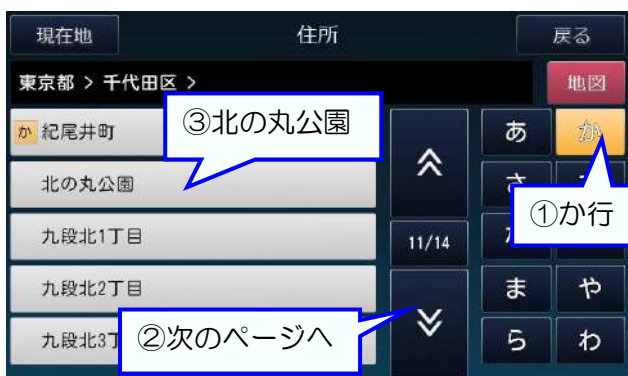 現在地 住所 戻る
東京都 > 千代田区 > 地図
か 紀尾井町
③北の丸公園
あ か
北の丸公園
さ
①か行
九段北1丁目
11/14
九段北2丁目
ま や
②次のページへ
九段北3
ら わ